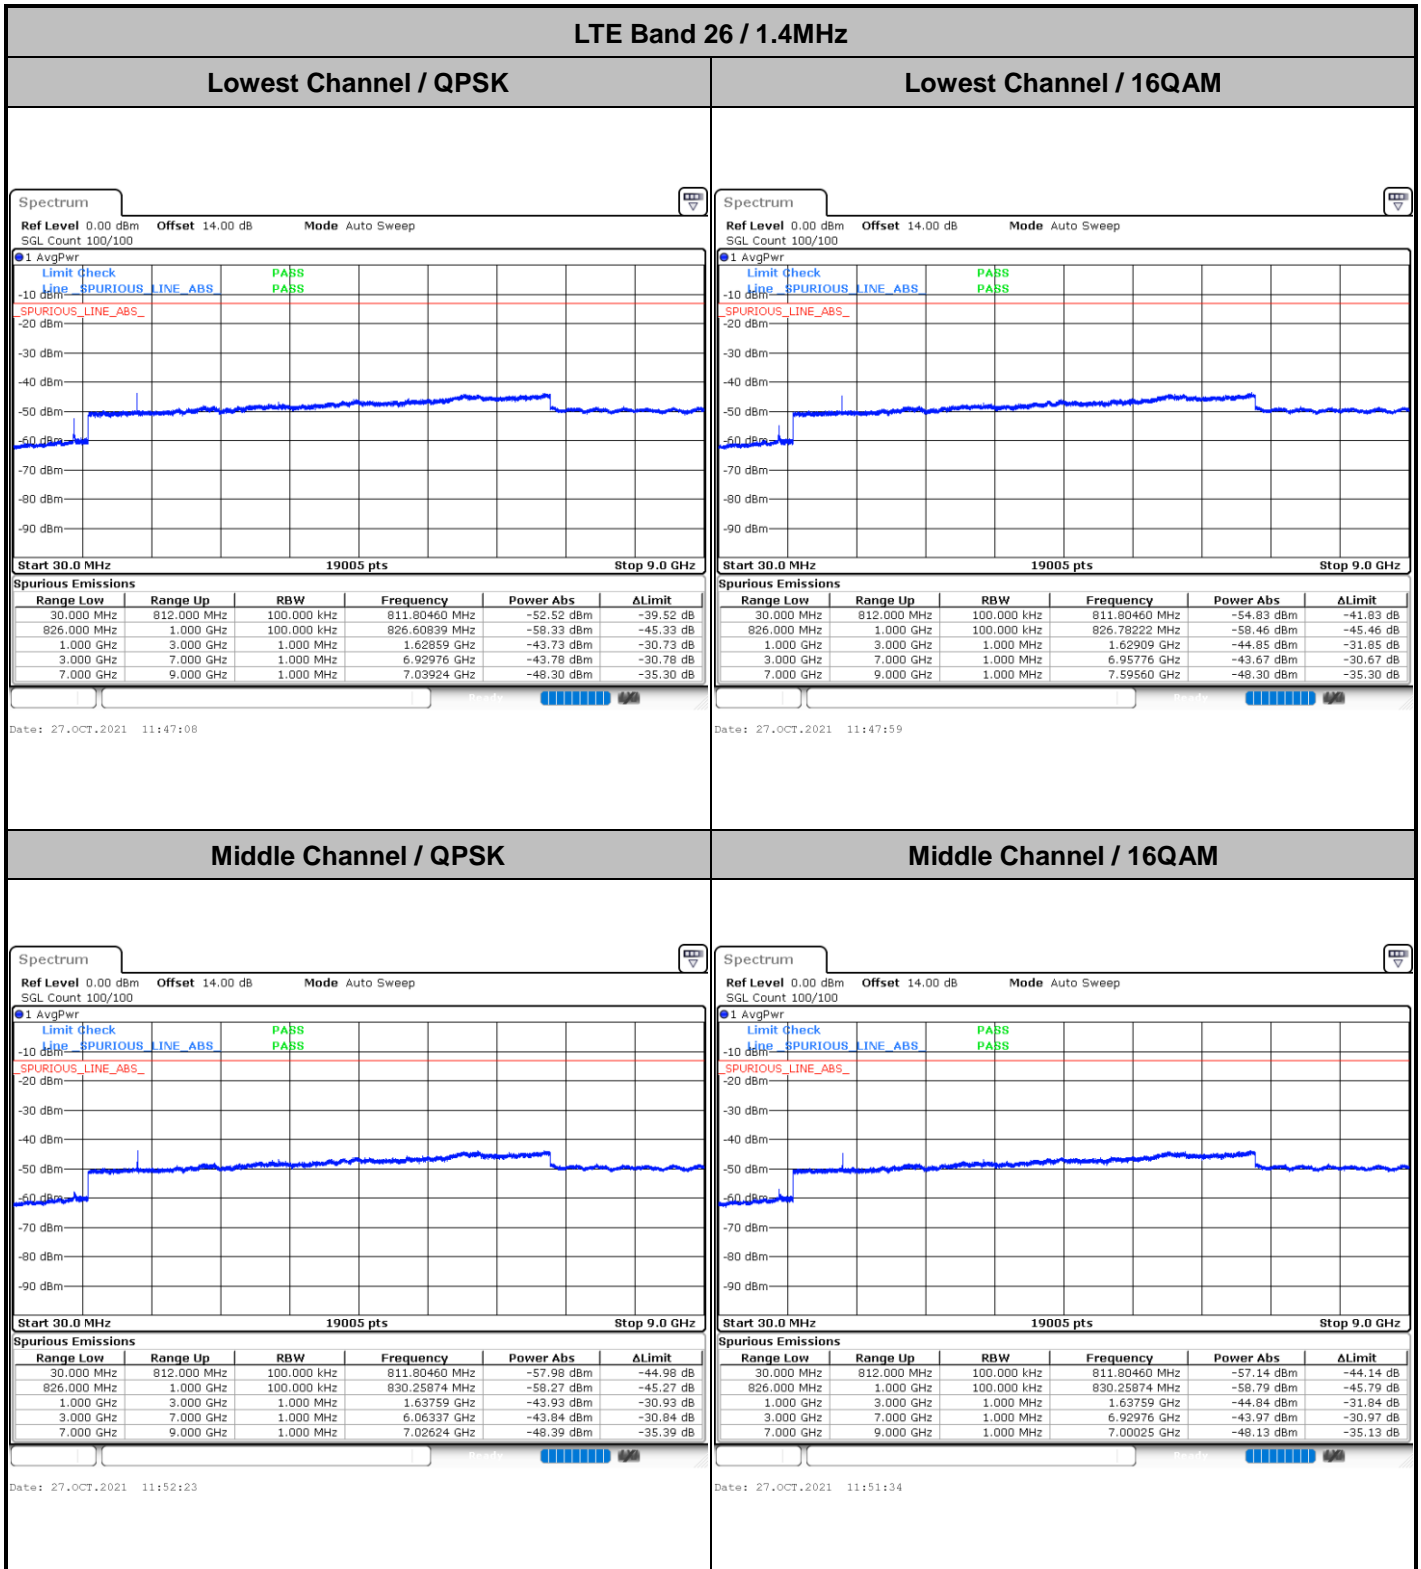 LTE Band 26 / 1.4MHz
Lowest Channel / QPSK
Lowest Channel / 16QAM
Spectrum
Ref Level 0.00 dBm Offset 14.00 dB Mode Auto Sweep
SGL Count 100/100
1 AvgPwr
Limit Check PASS
Line _SPURIOUS_LINE_ABS_ PASS
-10 dBm
_SPURIOUS_LINE_ABS_
-20 dBm
-30 dBm
-40 dBm
-50 dBm
-60 dBm
-70 dBm
-80 dBm
-90 dBm
Start 30.0 MHz 19005 pts Stop 9.0 GHz
Spurious Emissions
Range Low Range Up RBW Frequency Power Abs ΔLimit
30.000 MHz 812.000 MHz 100.000 kHz 811.80460 MHz -52.52 dBm -39.52 dB
826.000 MHz 1.000 GHz 100.000 kHz 826.60839 MHz -58.33 dBm -45.33 dB
1.000 GHz 3.000 GHz 1.000 MHz 1.62859 GHz -43.73 dBm -30.73 dB
3.000 GHz 7.000 GHz 1.000 MHz 6.92976 GHz -43.78 dBm -30.78 dB
7.000 GHz 9.000 GHz 1.000 MHz 7.03924 GHz -48.30 dBm -35.30 dB
Date: 27.OCT.2021 11:47:08
Spectrum
Ref Level 0.00 dBm Offset 14.00 dB Mode Auto Sweep
SGL Count 100/100
1 AvgPwr
Limit Check PASS
Line _SPURIOUS_LINE_ABS_ PASS
-10 dBm
_SPURIOUS_LINE_ABS_
-20 dBm
-30 dBm
-40 dBm
-50 dBm
-60 dBm
-70 dBm
-80 dBm
-90 dBm
Start 30.0 MHz 19005 pts Stop 9.0 GHz
Spurious Emissions
Range Low Range Up RBW Frequency Power Abs ΔLimit
30.000 MHz 812.000 MHz 100.000 kHz 811.80460 MHz -54.83 dBm -41.83 dB
826.000 MHz 1.000 GHz 100.000 kHz 826.78222 MHz -58.46 dBm -45.46 dB
1.000 GHz 3.000 GHz 1.000 MHz 1.62909 GHz -44.85 dBm -31.85 dB
3.000 GHz 7.000 GHz 1.000 MHz 6.95776 GHz -43.67 dBm -30.67 dB
7.000 GHz 9.000 GHz 1.000 MHz 7.59560 GHz -48.30 dBm -35.30 dB
Date: 27.OCT.2021 11:47:59
Middle Channel / QPSK
Middle Channel / 16QAM
Spectrum
Ref Level 0.00 dBm Offset 14.00 dB Mode Auto Sweep
SGL Count 100/100
1 AvgPwr
Limit Check PASS
Line _SPURIOUS_LINE_ABS_ PASS
-10 dBm
_SPURIOUS_LINE_ABS_
-20 dBm
-30 dBm
-40 dBm
-50 dBm
-60 dBm
-70 dBm
-80 dBm
-90 dBm
Start 30.0 MHz 19005 pts Stop 9.0 GHz
Spurious Emissions
Range Low Range Up RBW Frequency Power Abs ΔLimit
30.000 MHz 812.000 MHz 100.000 kHz 811.80460 MHz -57.98 dBm -44.98 dB
826.000 MHz 1.000 GHz 100.000 kHz 830.25874 MHz -58.27 dBm -45.27 dB
1.000 GHz 3.000 GHz 1.000 MHz 1.63759 GHz -43.93 dBm -30.93 dB
3.000 GHz 7.000 GHz 1.000 MHz 6.06337 GHz -43.84 dBm -30.84 dB
7.000 GHz 9.000 GHz 1.000 MHz 7.02624 GHz -48.39 dBm -35.39 dB
Date: 27.OCT.2021 11:52:23
Spectrum
Ref Level 0.00 dBm Offset 14.00 dB Mode Auto Sweep
SGL Count 100/100
1 AvgPwr
Limit Check PASS
Line _SPURIOUS_LINE_ABS_ PASS
-10 dBm
_SPURIOUS_LINE_ABS_
-20 dBm
-30 dBm
-40 dBm
-50 dBm
-60 dBm
-70 dBm
-80 dBm
-90 dBm
Start 30.0 MHz 19005 pts Stop 9.0 GHz
Spurious Emissions
Range Low Range Up RBW Frequency Power Abs ΔLimit
30.000 MHz 812.000 MHz 100.000 kHz 811.80460 MHz -57.14 dBm -44.14 dB
826.000 MHz 1.000 GHz 100.000 kHz 830.25874 MHz -58.79 dBm -45.79 dB
1.000 GHz 3.000 GHz 1.000 MHz 1.63759 GHz -44.84 dBm -31.84 dB
3.000 GHz 7.000 GHz 1.000 MHz 6.92976 GHz -43.97 dBm -30.97 dB
7.000 GHz 9.000 GHz 1.000 MHz 7.00025 GHz -48.13 dBm -35.13 dB
Date: 27.OCT.2021 11:51:34